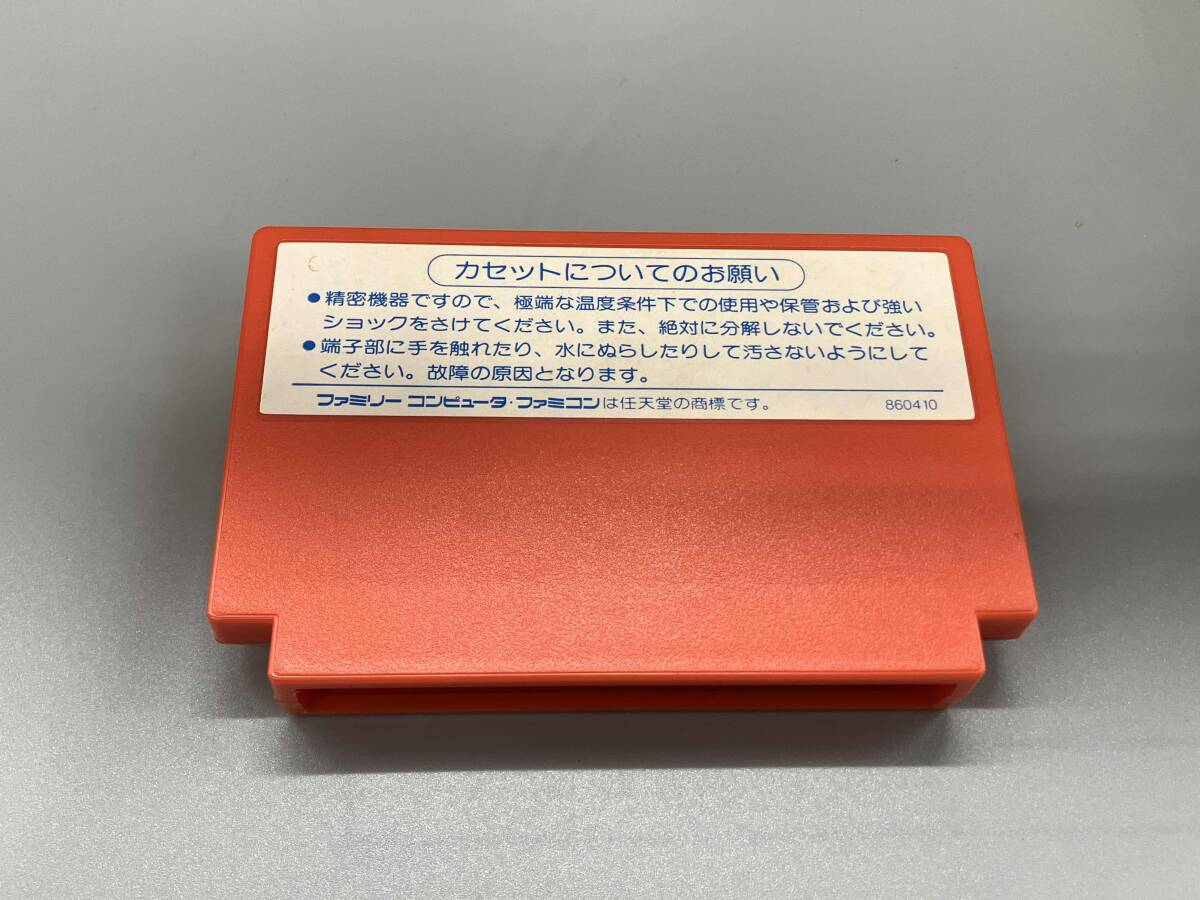 カセットについてのお願い
●精密機器ですので、極端な温度条件下での使用や保管および強い
ショックをさけてください。また、絶対に分解しないでください。
●端子部に手を触れたり、水にぬらしたりして汚さないようにして
ください。故障の原因となります。
ファミリー コンピュータ・ファミコンは任天堂の商標です。 860410